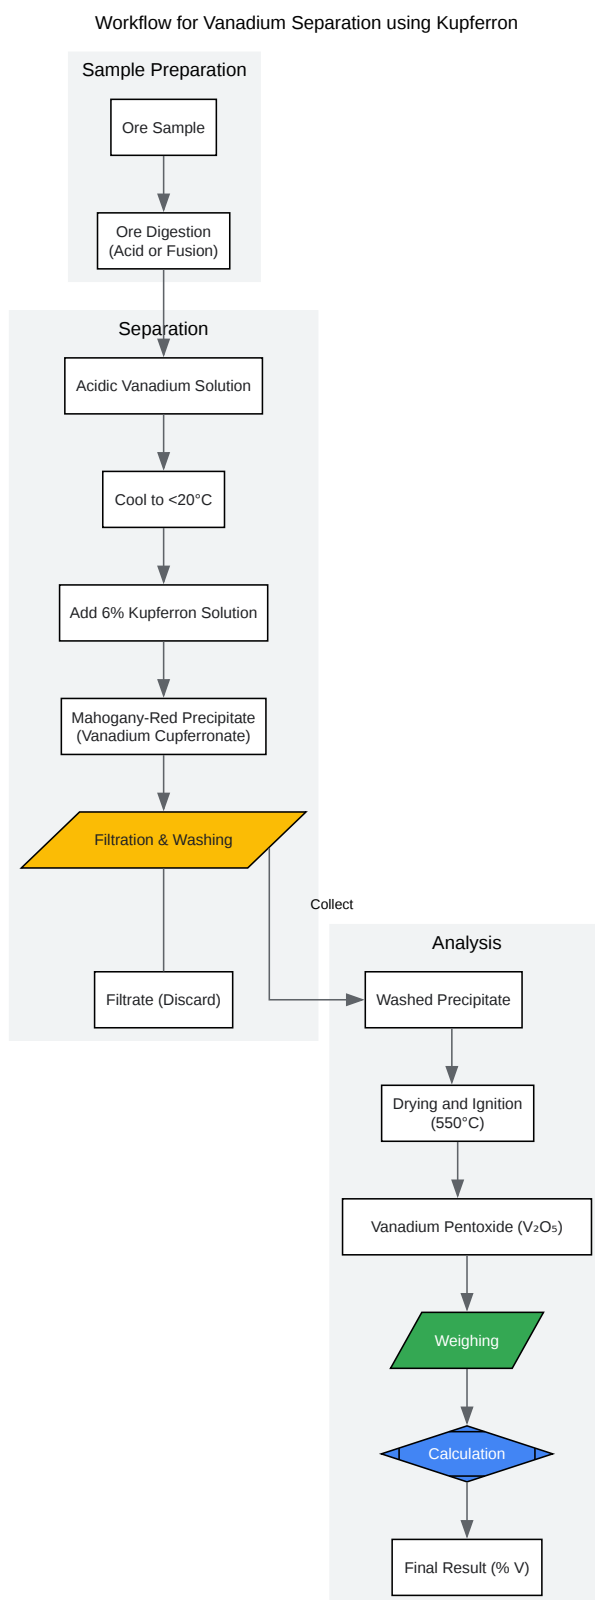 Workflow for Vanadium Separation using Kupferron
Sample Preparation
Ore Sample
Ore Digestion
(Acid or Fusion)
Separation
Acidic Vanadium Solution
Cool to <20°C
Add 6% Kupferron Solution
Mahogany-Red Precipitate
(Vanadium Cupferronate)
Filtration & Washing
Collect
Filtrate (Discard)
Analysis
Washed Precipitate
Drying and Ignition
(550°C)
Vanadium Pentoxide (V₂O₅)
Weighing
Calculation
Final Result (% V)